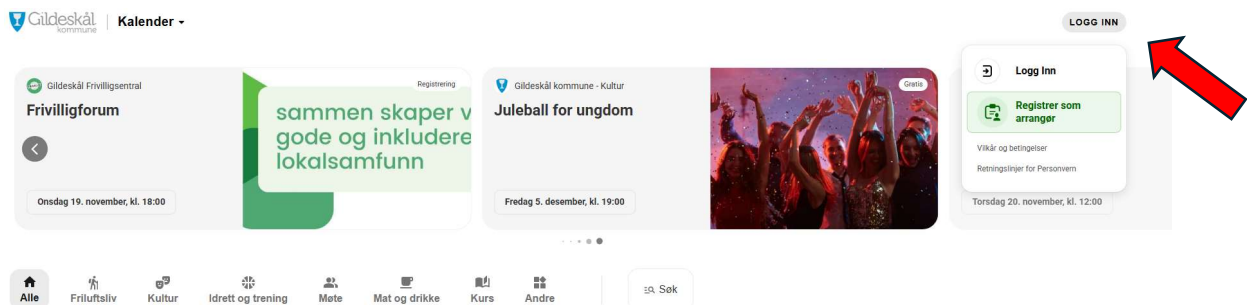 Gildeskål
kommune
Kalender
LOGG INN
Gildeskål Frivilligsentral
Frivilligforum
Onsdag 19. november, kl. 18:00
Registrering
sammen skaper v
gode og inkludere
lokalsamfunn
Gildeskål kommune - Kultur
Juleball for ungdom
Fredag 5. desember, kl. 19:00
Gratis
Logg Inn
Registrer som
arrangør
Vilkår og betingelser
Retningslinjer for Personvern
Torsdag 20. november, kl. 12:00
Alle
Friluftsliv
Kultur
Idrett og trening
Møte
Mat og drikke
Kurs
Andre
Søk